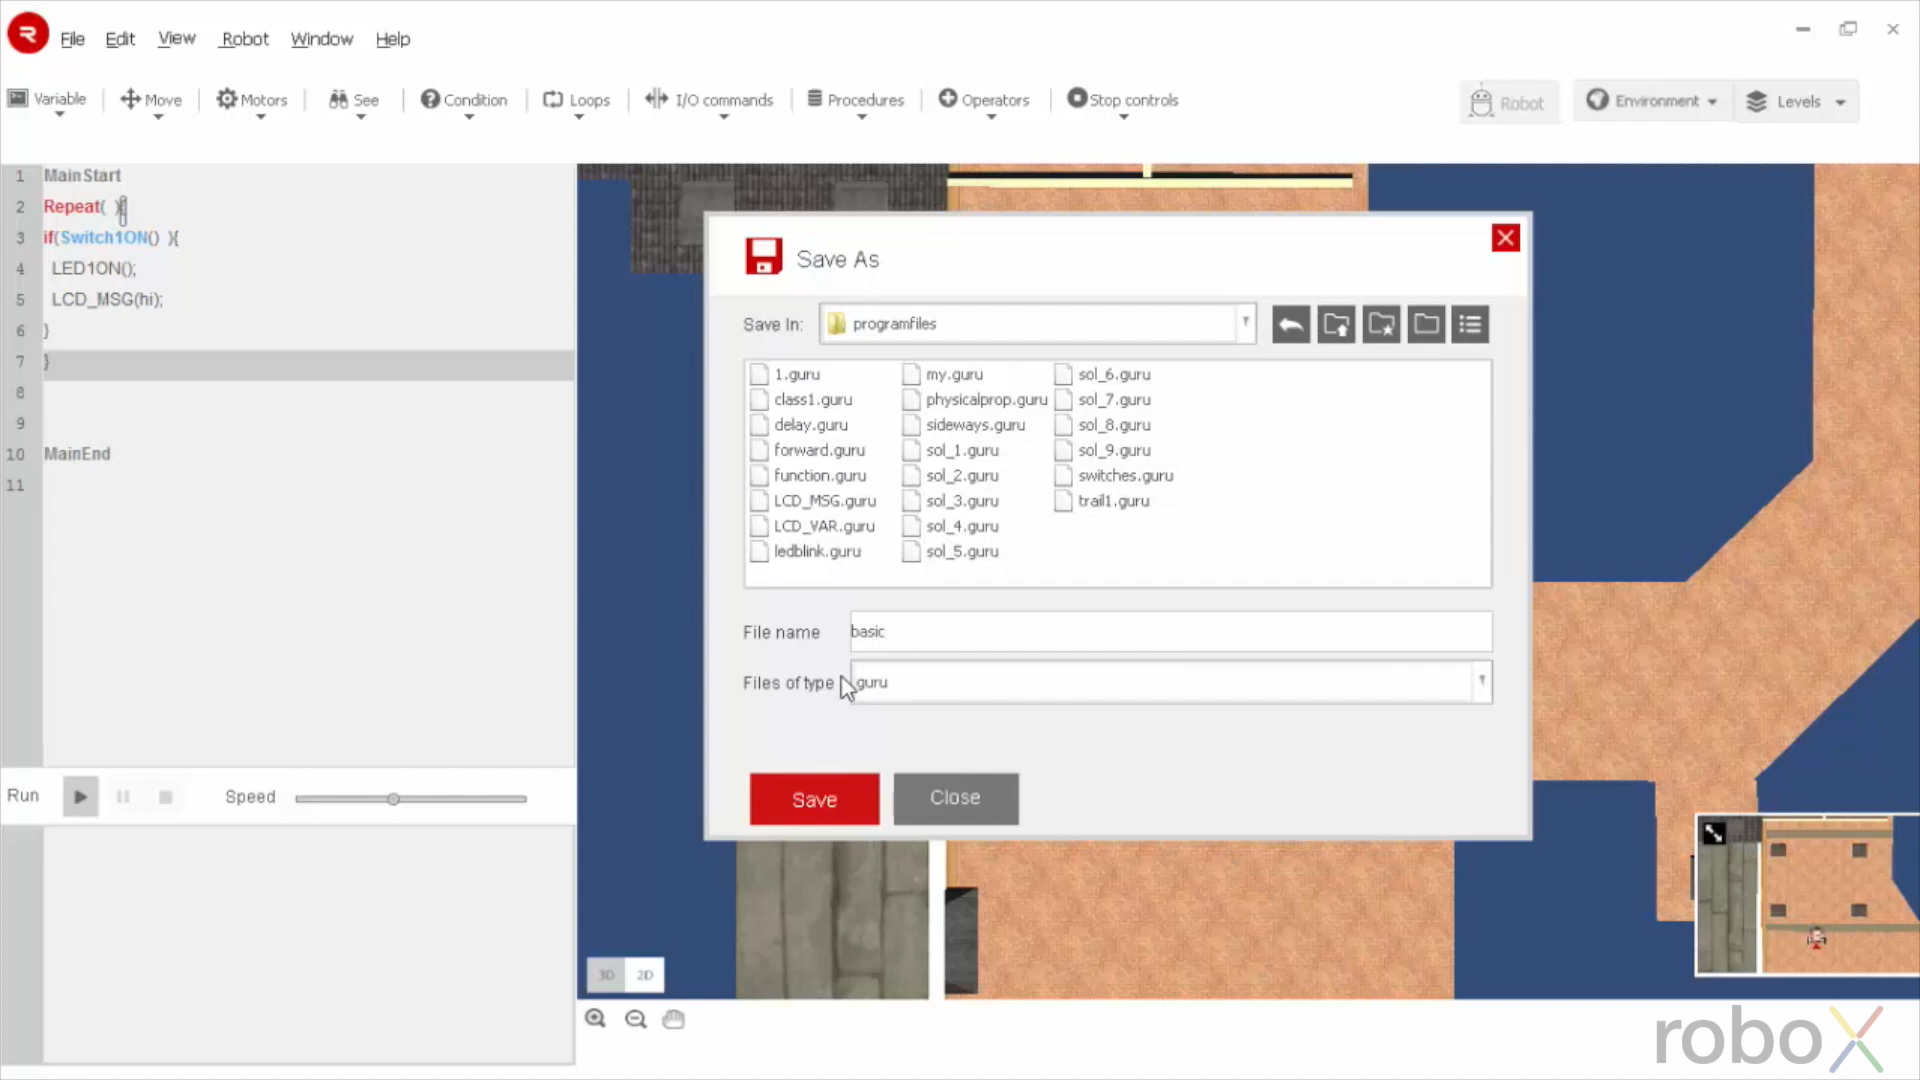 R File Edit View Robot Window Help
Variable Move Motors See Condition Loops I/O commands Procedures Operators Stop controls Robot Environment Levels
1 MainStart
2 Repeat( ){
3 if(Switch1ON() ){
4 LED1ON();
5 LCD_MSG(hi);
6 }
7 }
8
9
10 MainEnd
11
Run Speed
Save As
Save In: programfiles
1.guru my.guru sol_6.guru
class1.guru physicalprop.guru sol_7.guru
delay.guru sideways.guru sol_8.guru
forward.guru sol_1.guru sol_9.guru
function.guru sol_2.guru switches.guru
LCD_MSG.guru sol_3.guru trail1.guru
LCD_VAR.guru sol_4.guru
ledblink.guru sol_5.guru
File name basic
Files of type .guru
Save Close
3D 2D
roboX